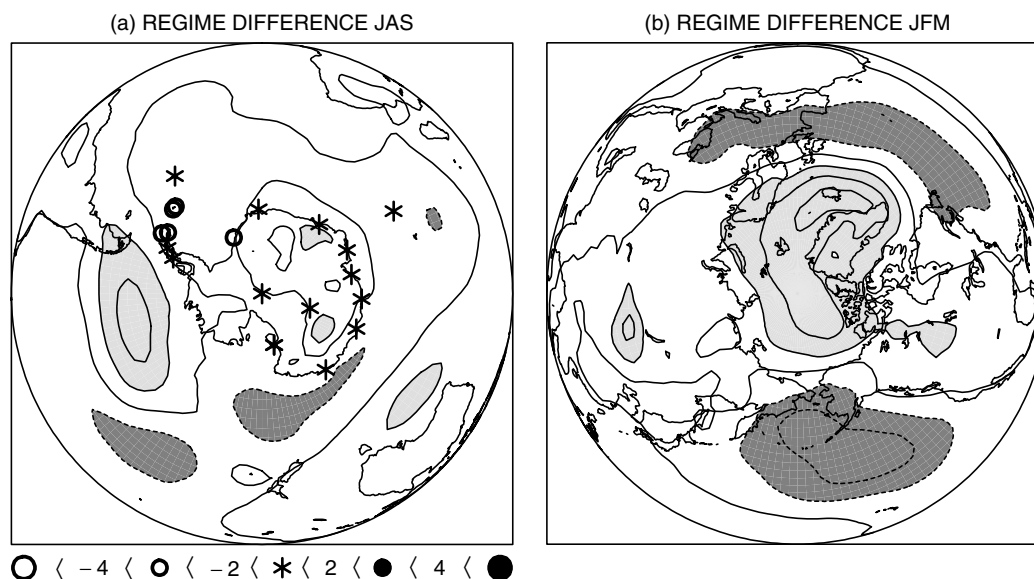 (a) REGIME DIFFERENCE JAS
(b) REGIME DIFFERENCE JFM
〈 −4 〈 〈 −2 〈 〈 2 〈 〈 4 〈